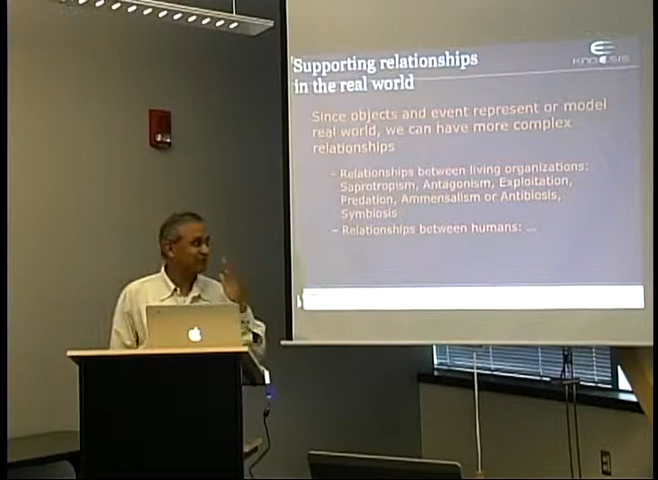 Supporting relationships
in the real world
KNOESIS
Since objects and event represent or model
real world, we can have more complex
relationships
– Relationships between living organizations:
Saprotropism, Antagonism, Exploitation,
Predation, Ammensalism or Antibiosis,
Symbiosis
– Relationships between humans: ...